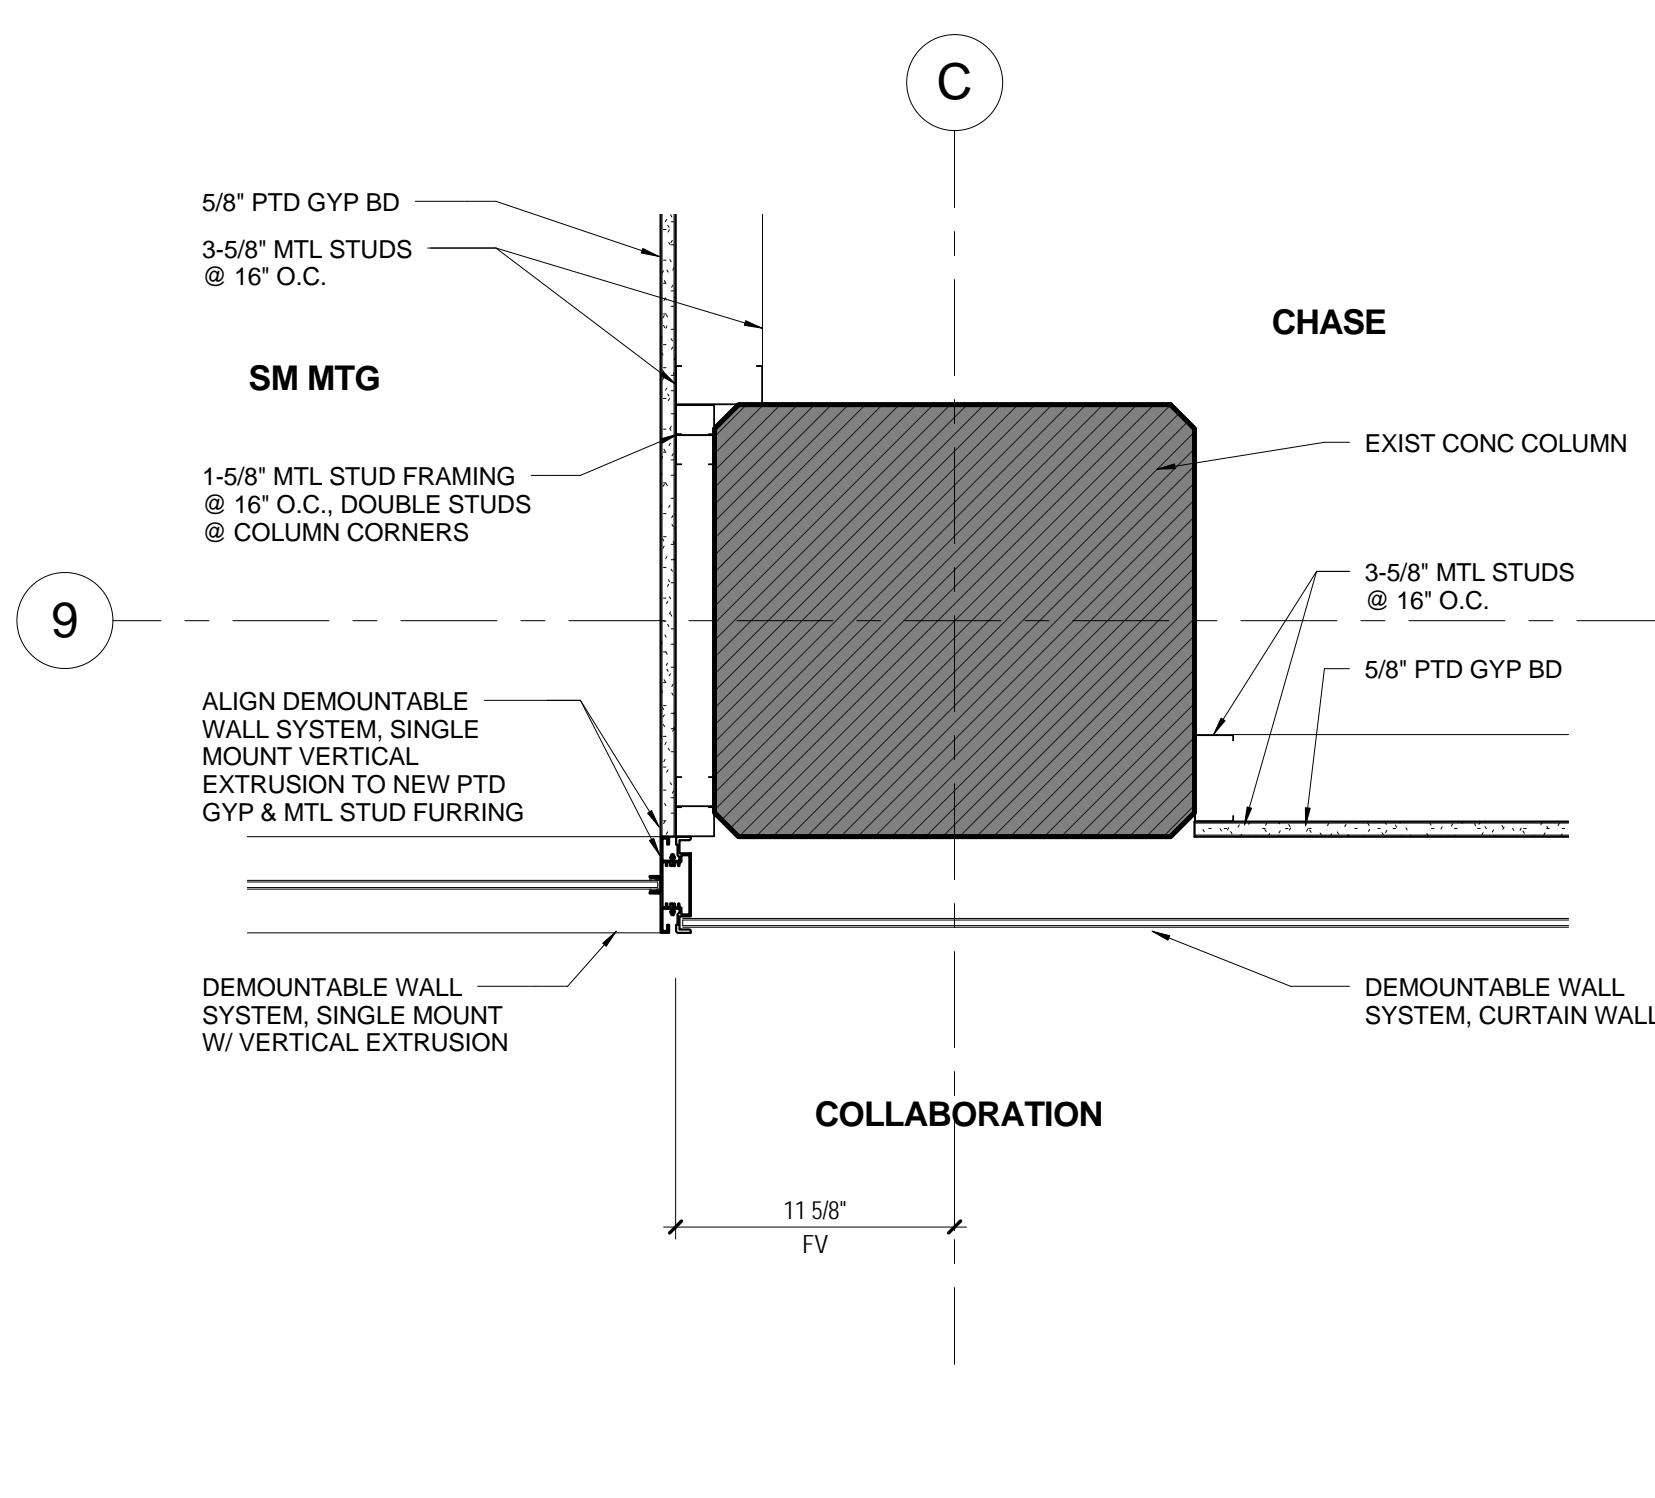 C
5/8" PTD GYP BD
3-5/8" MTL STUDS
@ 16" O.C.
CHASE
SM MTG
EXIST CONC COLUMN
1-5/8" MTL STUD FRAMING
@ 16" O.C., DOUBLE STUDS
@ COLUMN CORNERS
3-5/8" MTL STUDS
@ 16" O.C.
9
5/8" PTD GYP BD
ALIGN DEMOUNTABLE
WALL SYSTEM, SINGLE
MOUNT VERTICAL
EXTRUSION TO NEW PTD
GYP & MTL STUD FURRING
DEMOUNTABLE WALL
SYSTEM, SINGLE MOUNT
W/ VERTICAL EXTRUSION
DEMOUNTABLE WALL
SYSTEM, CURTAIN WALL
COLLABORATION
11 5/8"
FV